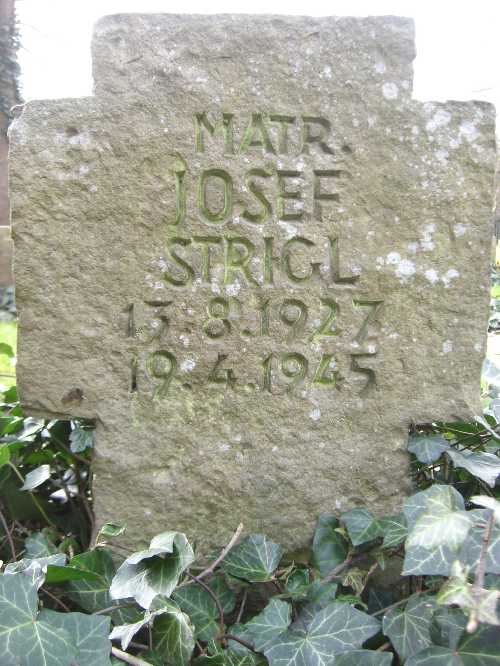 MATR.
JOSEF
STRIGL
13.8.1927
19.4.1945